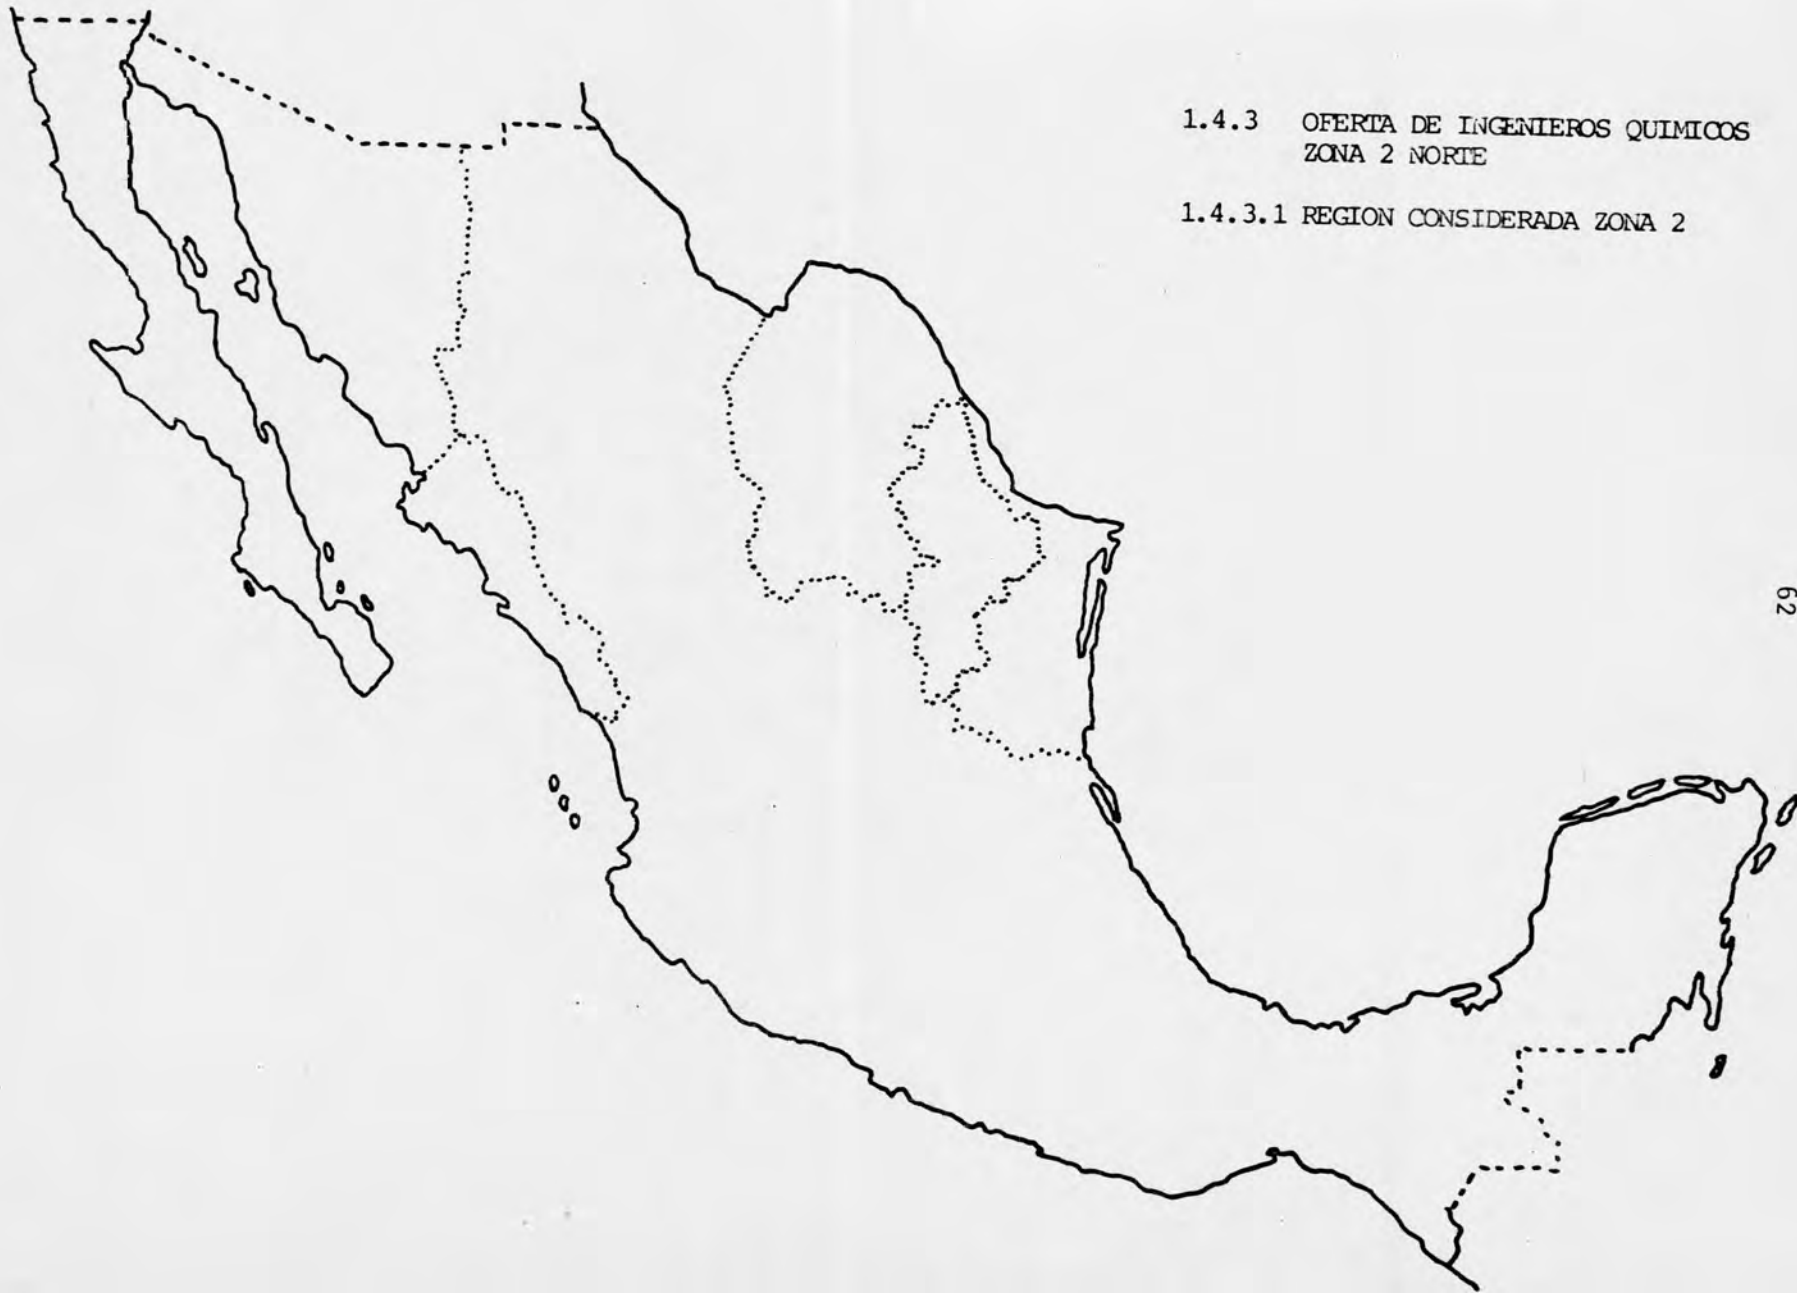 1.4.3 OFERTA DE INGENIEROS QUIMICOS
ZONA 2 NORTE
1.4.3.1 REGION CONSIDERADA ZONA 2
62